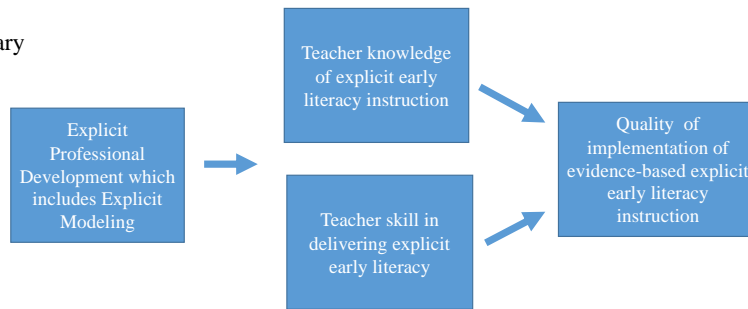 ary
Teacher knowledge
of explicit early
literacy instruction
Explicit
Professional
Development which
includes Explicit
Modeling
Teacher skill in
delivering explicit
early literacy
Quality of
implementation of
evidence-based explicit
early literacy
instruction